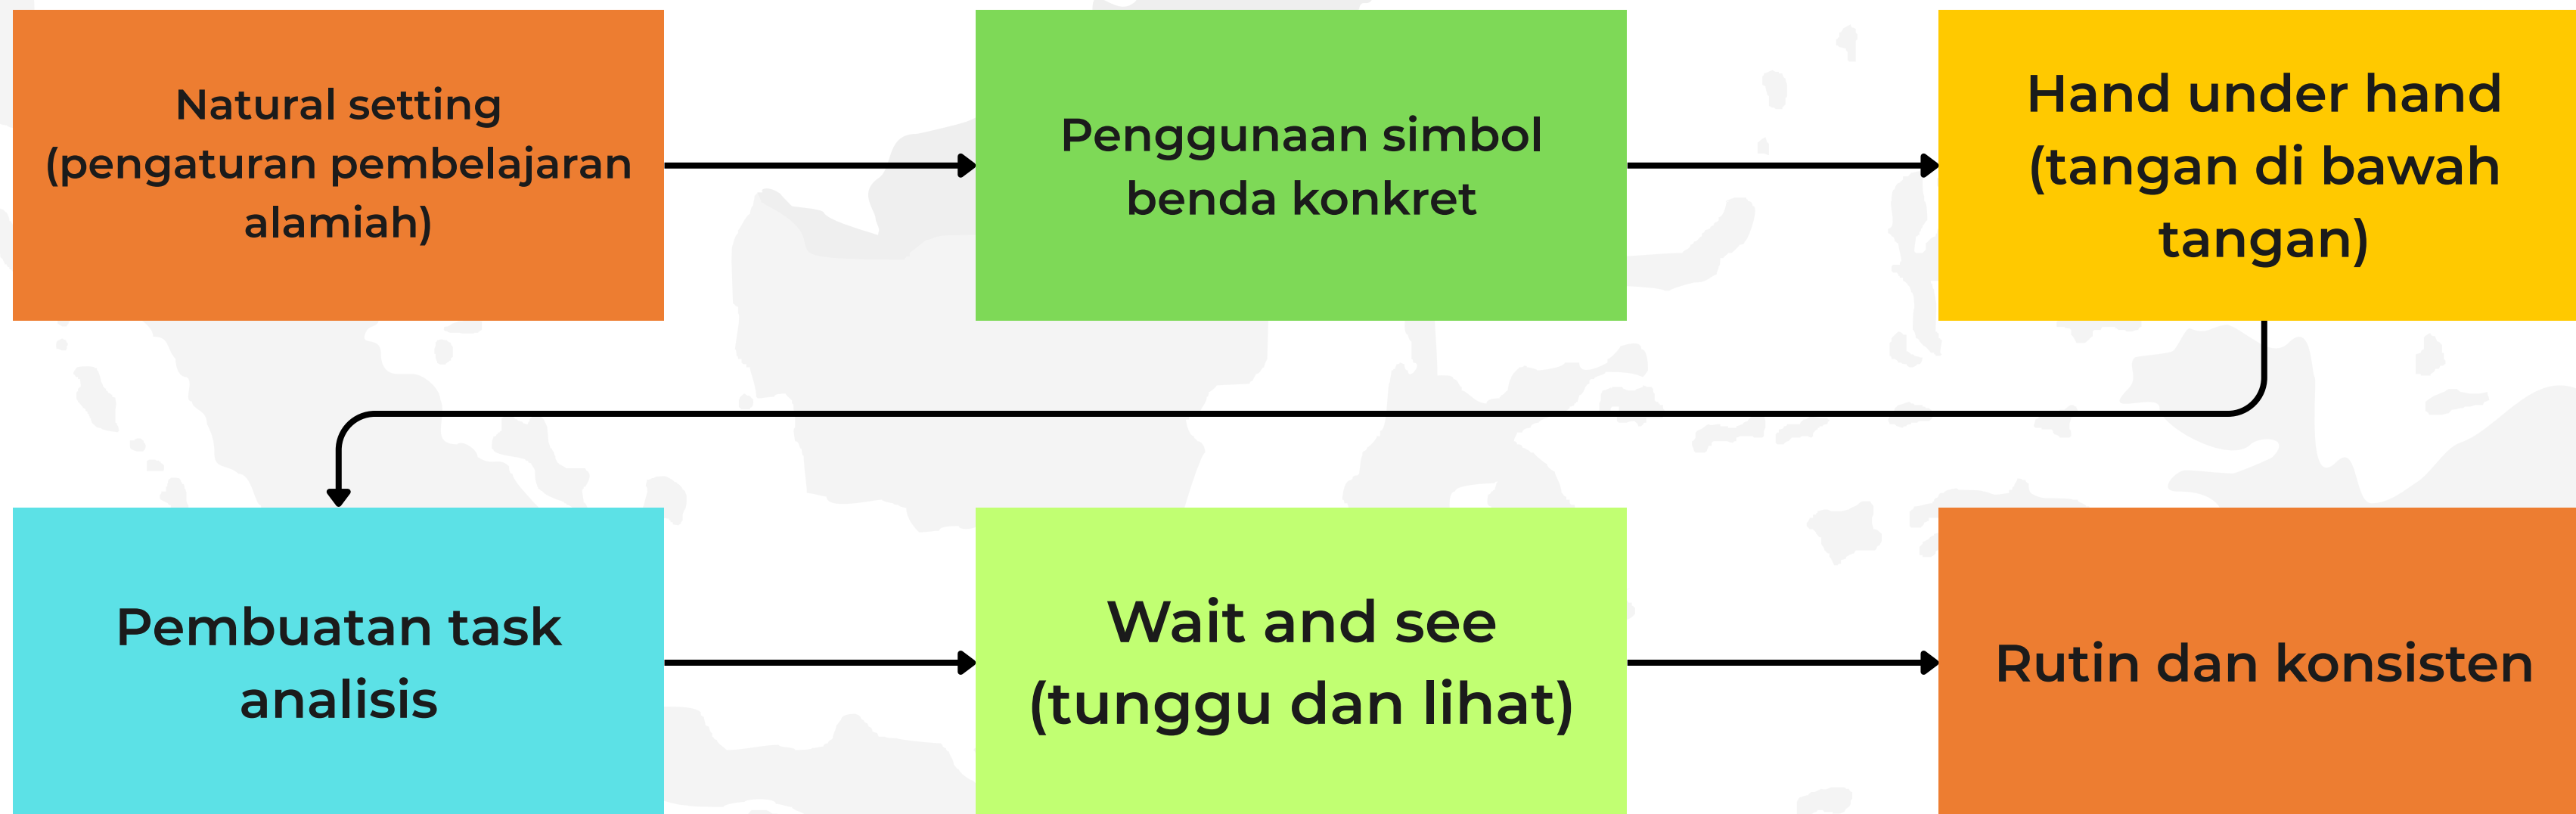 Natural setting
(pengaturan pembelajaran
alamiah)
Penggunaan simbol
benda konkret
Hand under hand
(tangan di bawah
tangan)
Pembuatan task
analisis
Wait and see
(tunggu dan lihat)
Rutin dan konsisten